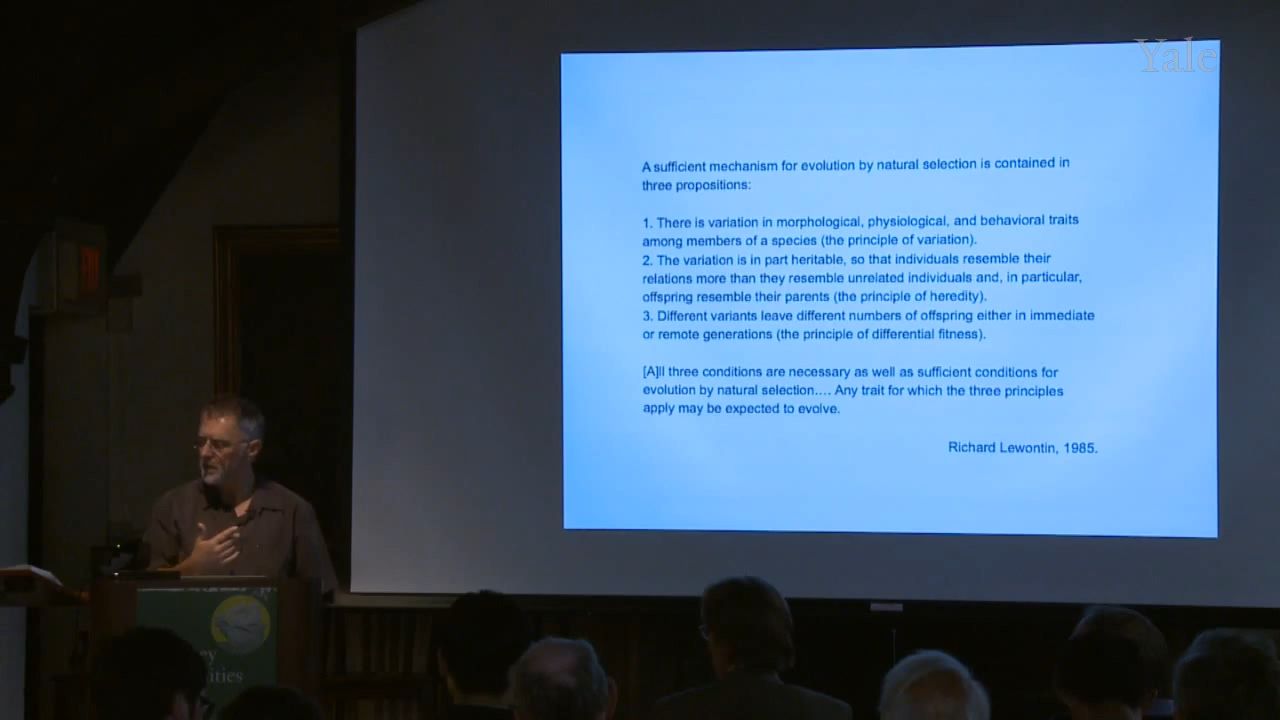 Yale
A sufficient mechanism for evolution by natural selection is contained in
three propositions:
1. There is variation in morphological, physiological, and behavioral traits
among members of a species (the principle of variation).
2. The variation is in part heritable, so that individuals resemble their
relations more than they resemble unrelated individuals and, in particular,
offspring resemble their parents (the principle of heredity).
3. Different variants leave different numbers of offspring either in immediate
or remote generations (the principle of differential fitness).
[A]ll three conditions are necessary as well as sufficient conditions for
evolution by natural selection…. Any trait for which the three principles
apply may be expected to evolve.
Richard Lewontin, 1985.